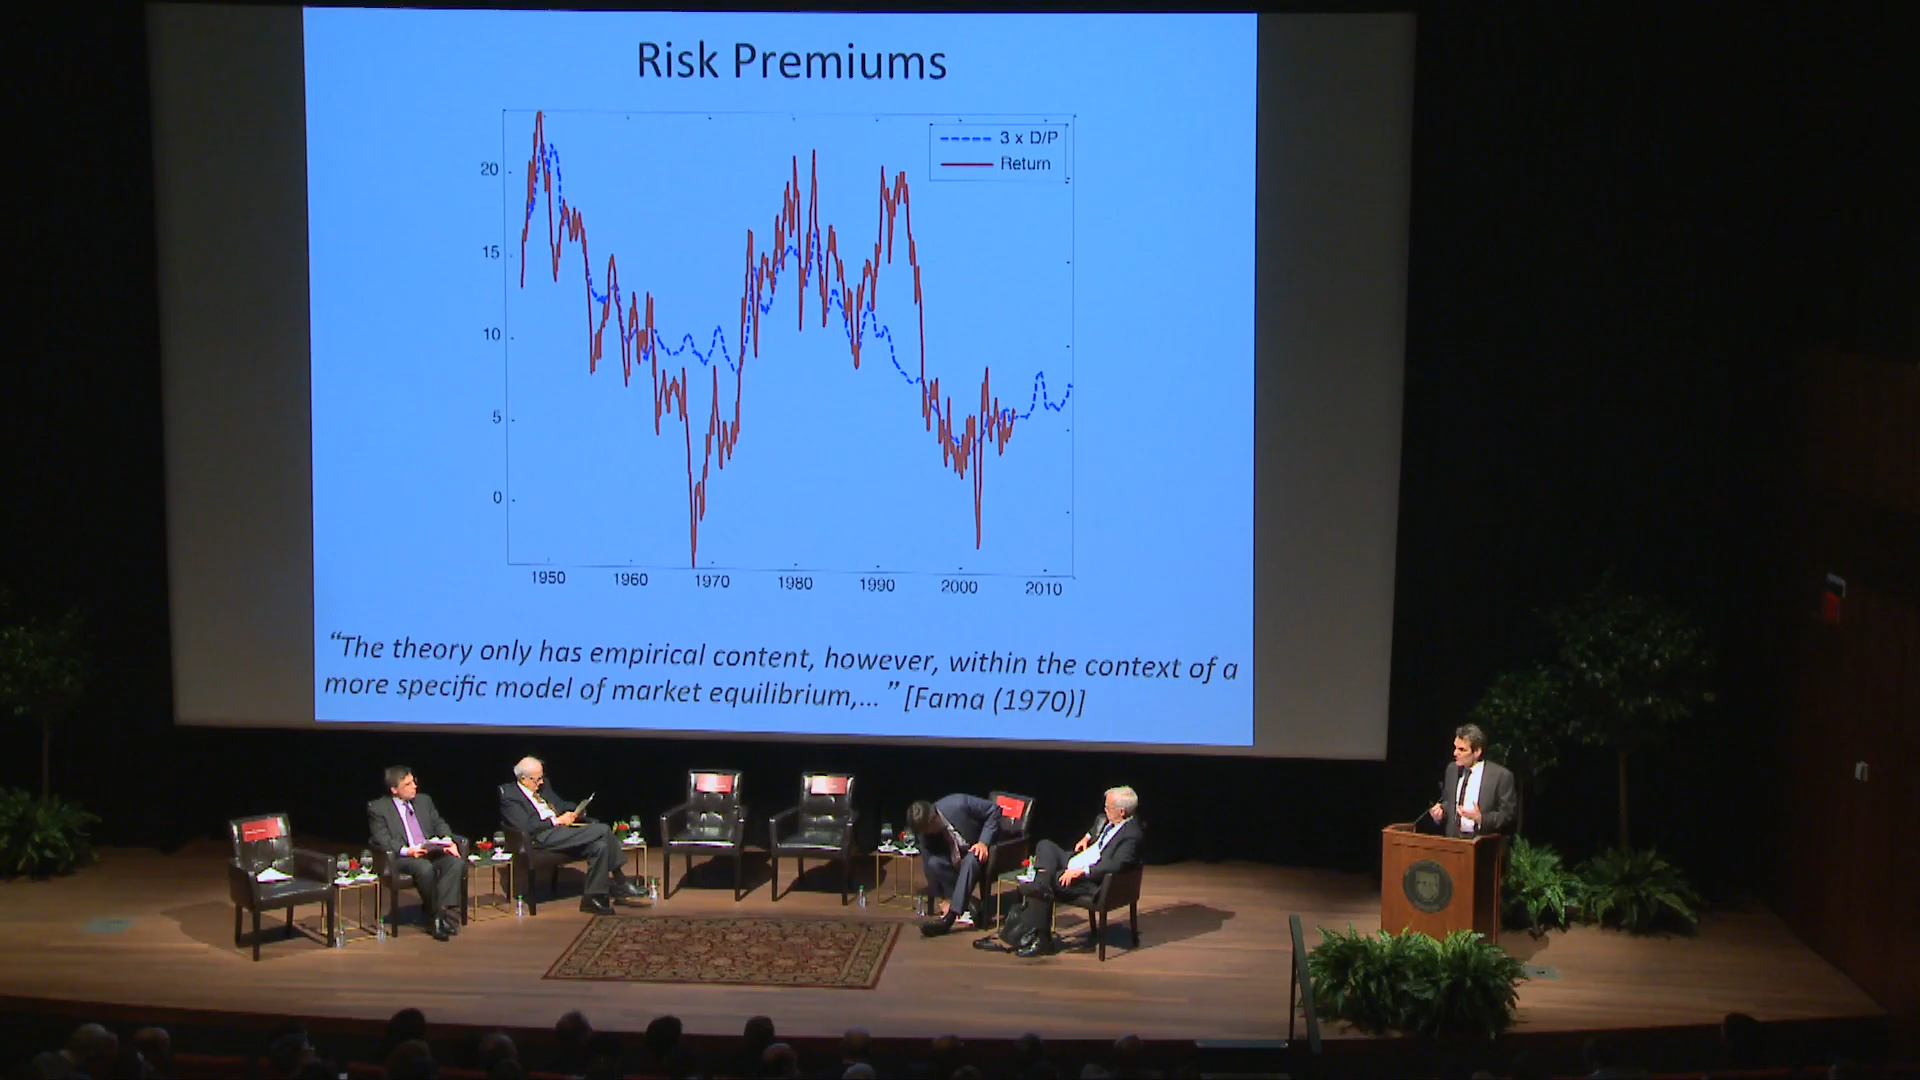 Risk Premiums
3 x D/P
Return
20
15
10
5
0
1950 1960 1970 1980 1990 2000 2010
“The theory only has empirical content, however, within the context of a
more specific model of market equilibrium,... ” [Fama (1970)]